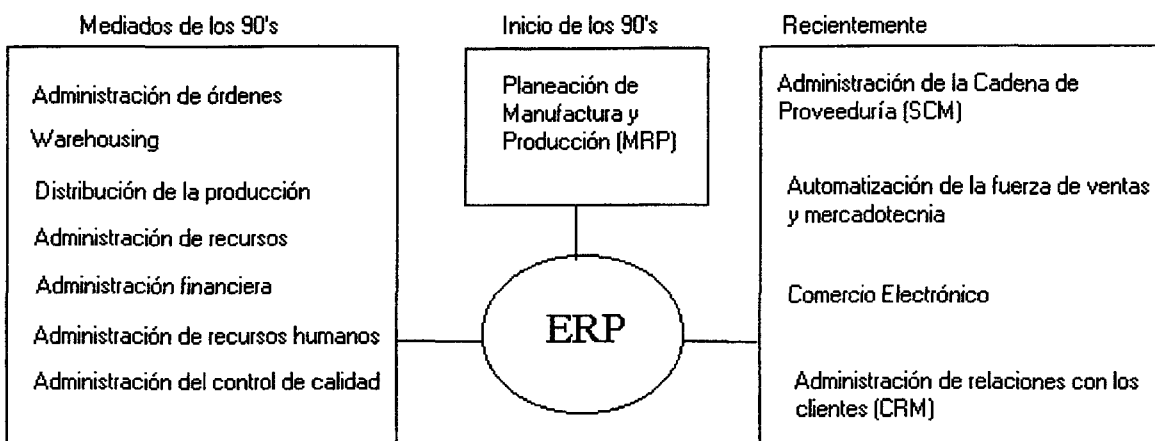 Mediados de los 90's
Administración de órdenes
Warehousing
Distribución de la producción
Administración de recursos
Administración financiera
Administración de recursos humanos
Administración del control de calidad
Inicio de los 90's
Planeación de
Manufactura y
Producción (MRP)
ERP
Recientemente
Administración de la Cadena de
Proveeduría (SCM)
Automatización de la fuerza de ventas
y mercadotecnia
Comercio Electrónico
Administración de relaciones con los
clientes (CRM)